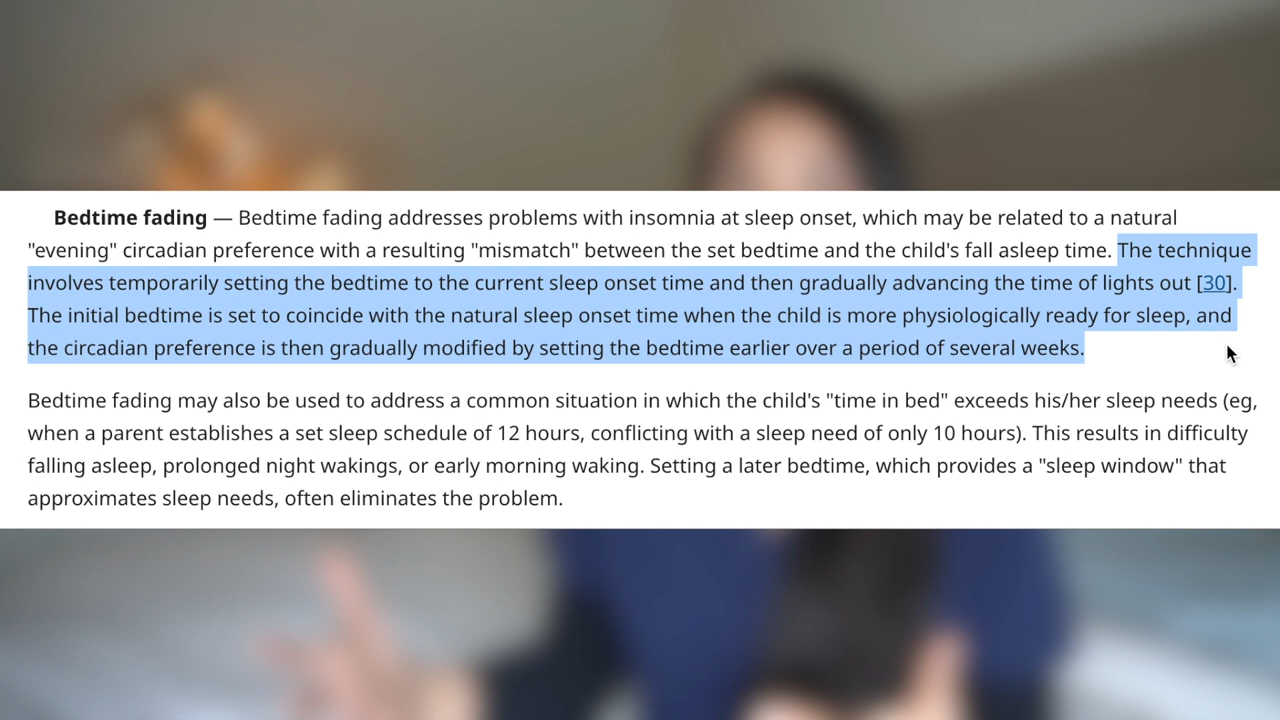 Bedtime fading — Bedtime fading addresses problems with insomnia at sleep onset, which may be related to a natural
"evening" circadian preference with a resulting "mismatch" between the set bedtime and the child's fall asleep time. The technique
involves temporarily setting the bedtime to the current sleep onset time and then gradually advancing the time of lights out [30].
The initial bedtime is set to coincide with the natural sleep onset time when the child is more physiologically ready for sleep, and
the circadian preference is then gradually modified by setting the bedtime earlier over a period of several weeks.
Bedtime fading may also be used to address a common situation in which the child's "time in bed" exceeds his/her sleep needs (eg,
when a parent establishes a set sleep schedule of 12 hours, conflicting with a sleep need of only 10 hours). This results in difficulty
falling asleep, prolonged night wakings, or early morning waking. Setting a later bedtime, which provides a "sleep window" that
approximates sleep needs, often eliminates the problem.